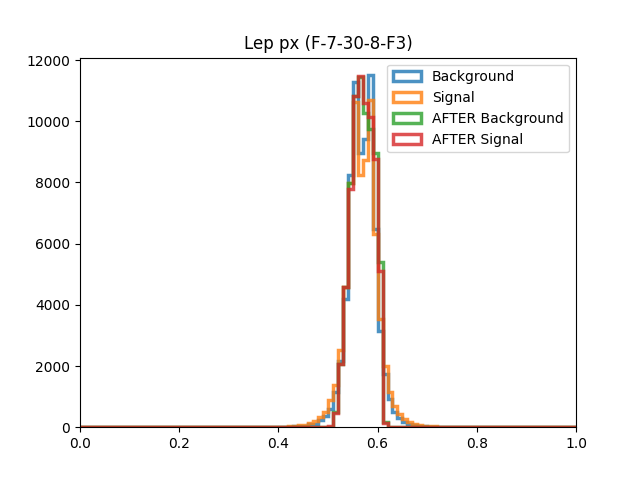 Lep px (F-7-30-8-F3)
12000
10000
8000
6000
4000
2000
0
Background
Signal
AFTER Background
AFTER Signal
0.0 0.2 0.4 0.6 0.8 1.0